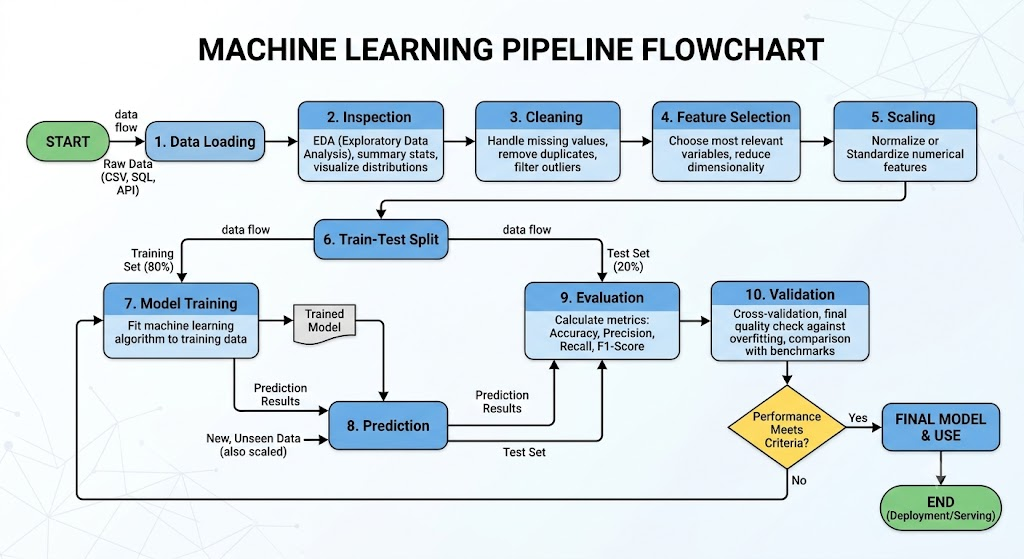 MACHINE LEARNING PIPELINE FLOWCHART
START
data
flow
Raw Data
(CSV, SQL,
API)
1. Data Loading
2. Inspection
EDA (Exploratory Data
Analysis), summary stats,
visualize distributions
3. Cleaning
Handle missing values,
remove duplicates,
filter outliers
4. Feature Selection
Choose most relevant
variables, reduce
dimensionality
5. Scaling
Normalize or
Standardize numerical
features
6. Train-Test Split
data flow
data flow
Training
Set (80%)
Test Set
(20%)
7. Model Training
Fit machine learning
algorithm to training data
Trained
Model
Prediction
Results
New, Unseen Data
(also scaled)
8. Prediction
Prediction
Results
Test Set
9. Evaluation
Calculate metrics:
Accuracy, Precision,
Recall, F1-Score
10. Validation
Cross-validation, final
quality check against
overfitting, comparison
with benchmarks
Performance
Meets
Criteria?
Yes
No
FINAL MODEL
& USE
END
(Deployment/Serving)